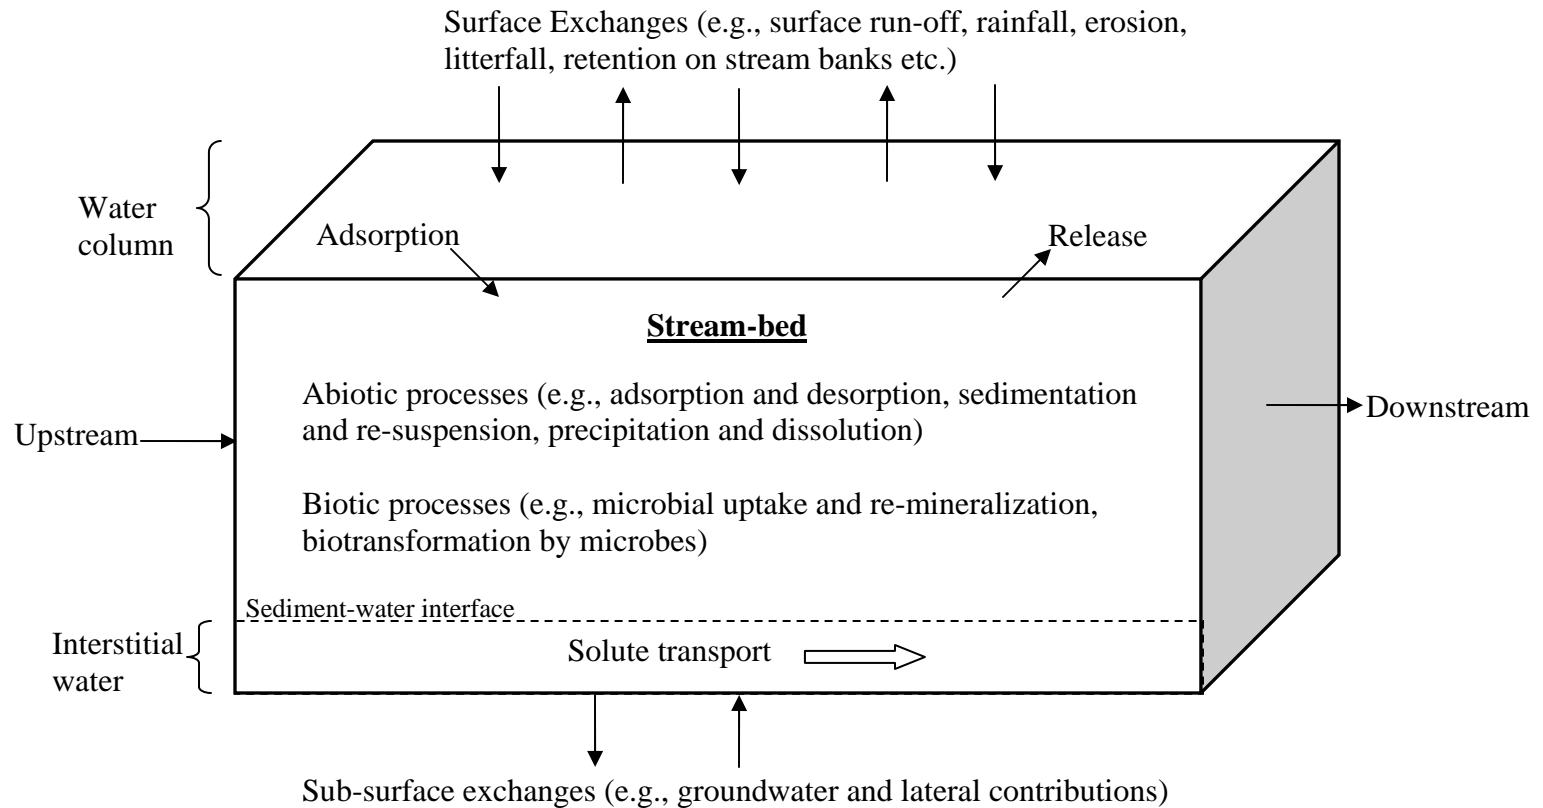 Surface Exchanges (e.g., surface run-off, rainfall, erosion,
litterfall, retention on stream banks etc.)
Water
column
Adsorption
Release
Stream-bed
Abiotic processes (e.g., adsorption and desorption, sedimentation
and re-suspension, precipitation and dissolution)
Upstream
Downstream
Biotic processes (e.g., microbial uptake and re-mineralization,
biotransformation by microbes)
Sediment-water interface
Interstitial
water
Solute transport
Sub-surface exchanges (e.g., groundwater and lateral contributions)